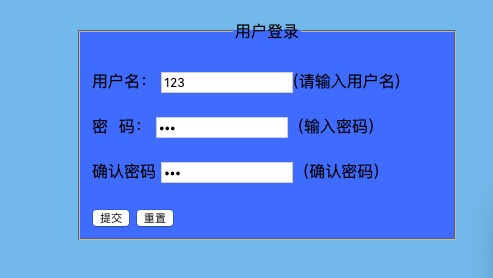 用户登录
用户名： 123 (请输入用户名)
密 码： ••• (输入密码)
确认密码 ••• (确认密码)
提交 重置